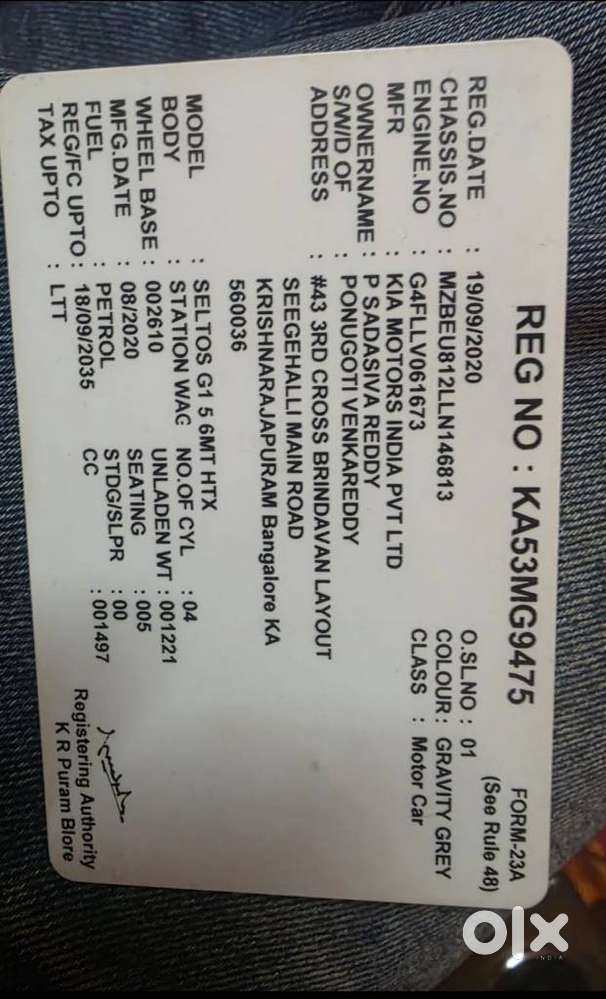 FORM-23A
REG NO : KA53MG9475 (See Rule 48)
REG.DATE : 19/09/2020 O.SL.NO : 01
CHASSIS.NO : MZBEU812LLN146813 COLOUR : GRAVITY GREY
ENGINE.NO : G4FLLV061673 CLASS : Motor Car
MFR : KIA MOTORS INDIA PVT LTD
OWNERNAME : P SADASIVA REDDY
S/W/D OF : PONUGOTI VENKAREDDY
ADDRESS : #43 3RD CROSS BRINDAVAN LAYOUT
SEEGEHALLI MAIN ROAD
KRISHNARAJAPURAM Bangalore KA
560036
MODEL : SELTOS G1 5 6MT HTX
BODY : STATION WAG NO.OF CYL : 04
WHEEL BASE : 002610 UNLADEN WT : 001221
MFG.DATE : 08/2020 SEATING : 005
FUEL : PETROL STDG/SLPR : 00
REG/FC UPTO : 18/09/2035 CC : 001497
TAX UPTO : LTT
Registering Authority
K R Puram Blore
olx
INDIA